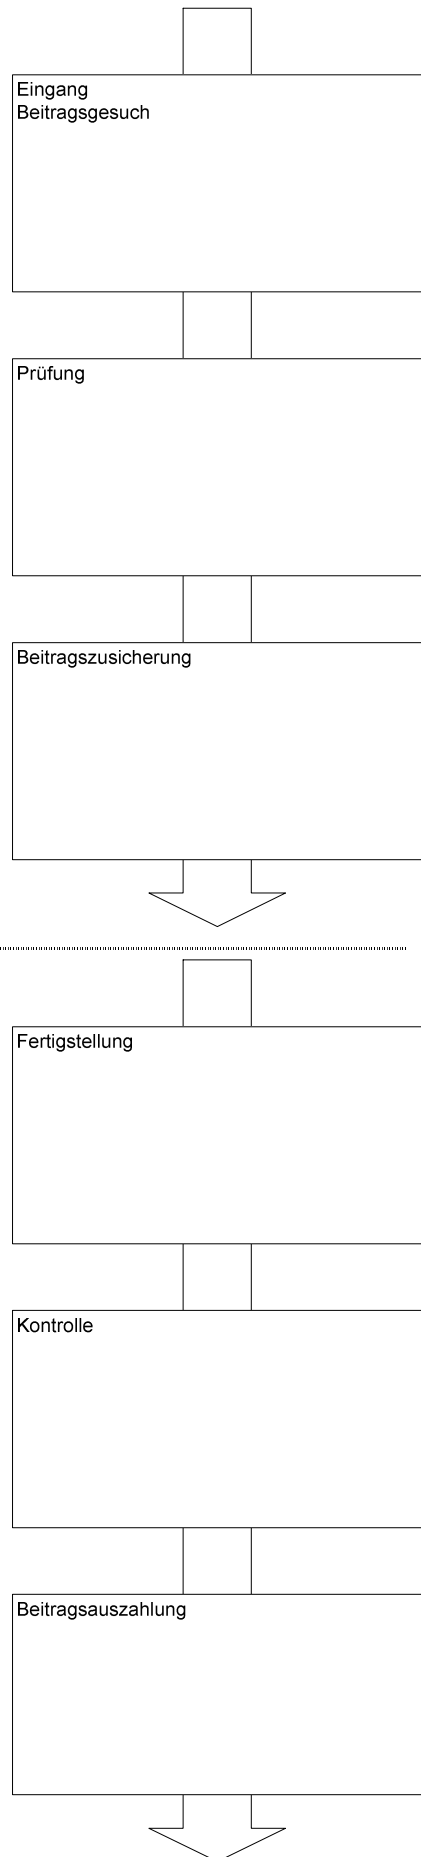 Eingang
Beitragsgesuch
Prüfung
Beitragszusicherung
Fertigstellung
Kontrolle
Beitragsauszahlung